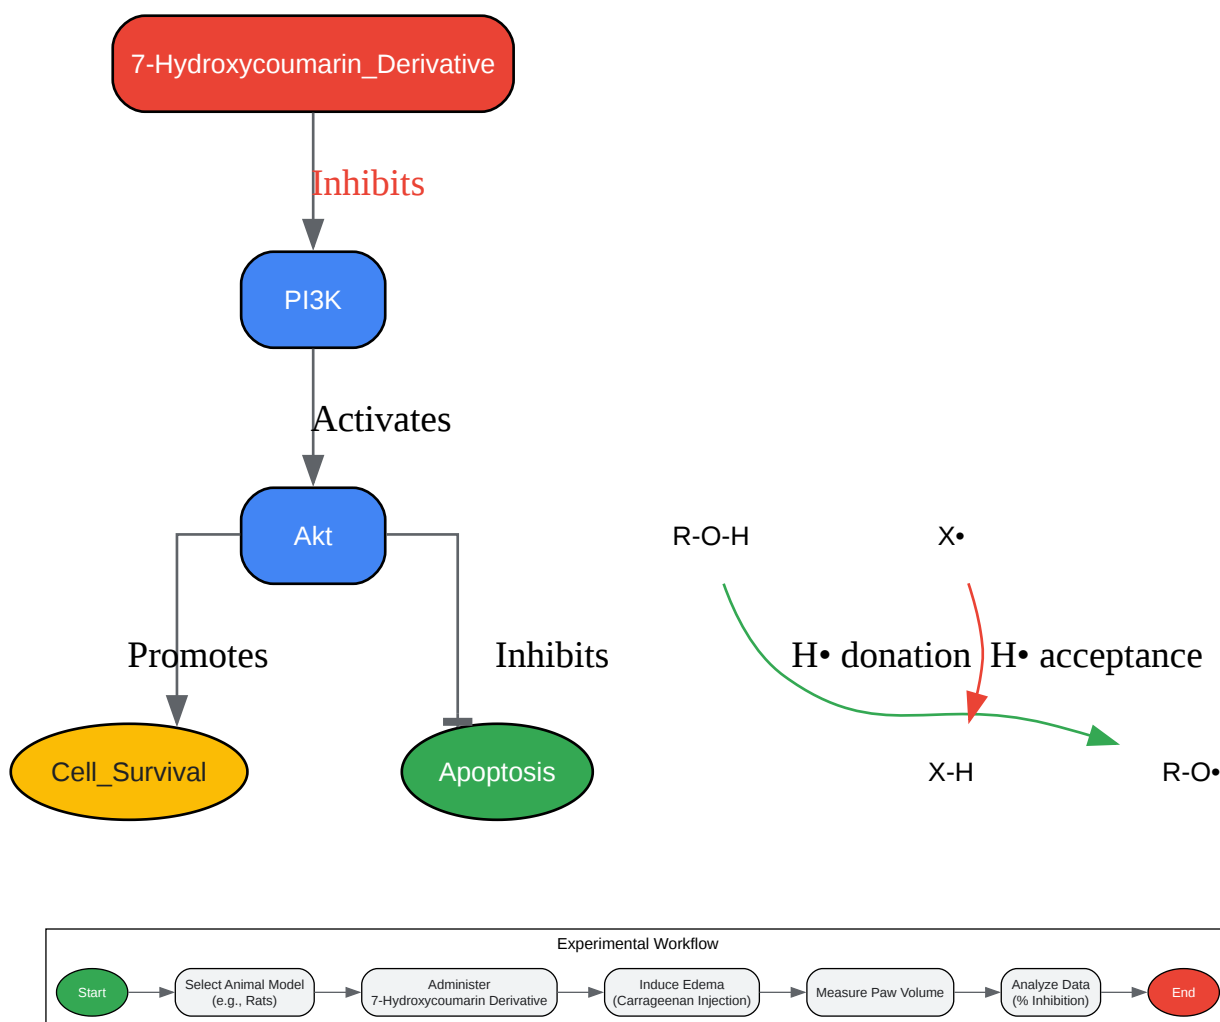 7-Hydroxycoumarin_Derivative
Inhibits
PI3K
Activates
Akt
R-O-H
X•
Promotes
Inhibits
H• donation
H• acceptance
Cell_Survival
Apoptosis
X-H
R-O•
Experimental Workflow
Start
Select Animal Model
(e.g., Rats)
Administer
7-Hydroxycoumarin Derivative
Induce Edema
(Carrageenan Injection)
Measure Paw Volume
Analyze Data
(% Inhibition)
End